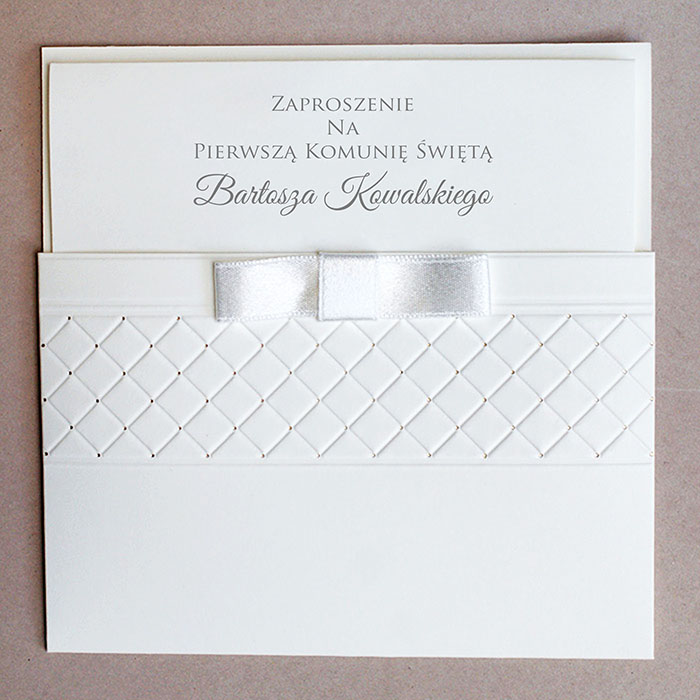 Zaproszenie
Na
Pierwszą Komunię Świętą
Bartosza Kowalskiego